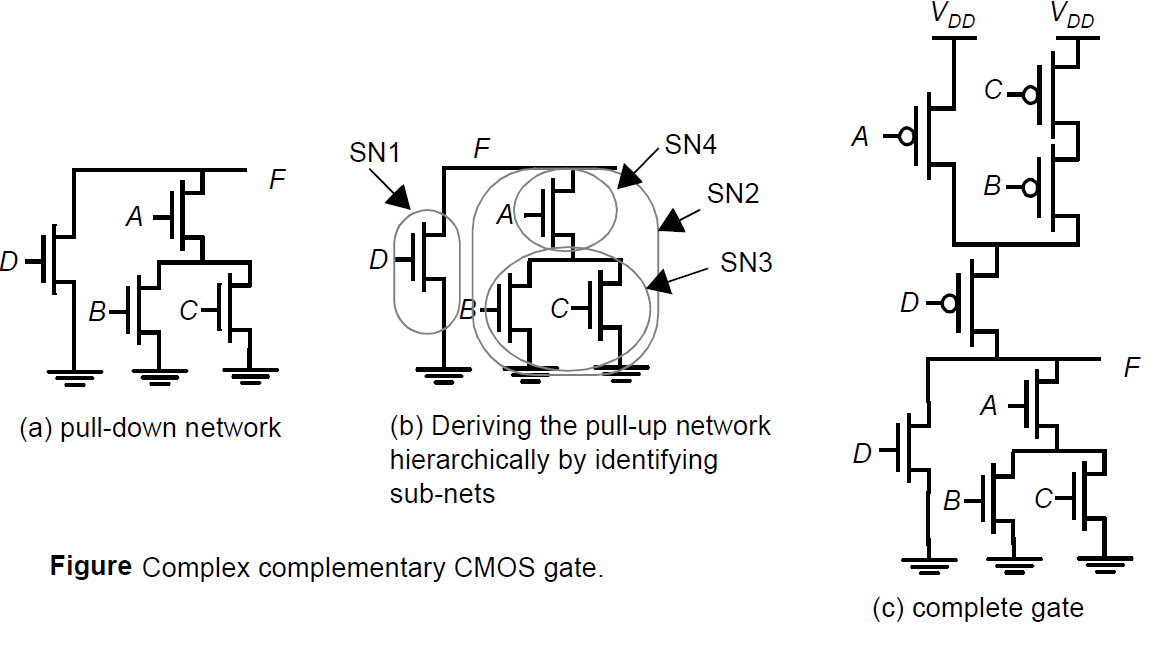 F
A
D
B
C
(a) pull-down network
SN1
F
SN4
SN2
A
D
SN3
B
C
(b) Deriving the pull-up network
hierarchically by identifying
sub-nets
VDD
VDD
C
A
B
D
F
A
D
B
C
(c) complete gate
Figure Complex complementary CMOS gate.